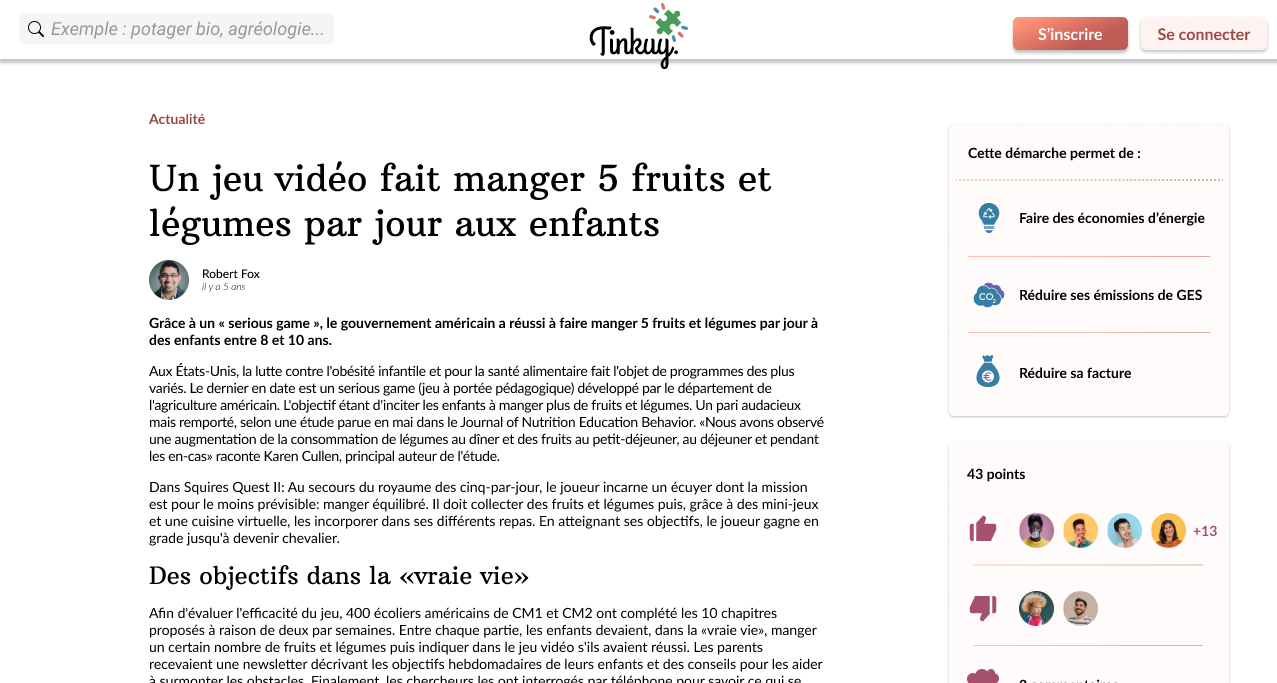 Exemple : potager bio, agréologie...
Tinkuy.
S'inscrire
Se connecter
Actualité
Un jeu vidéo fait manger 5 fruits et
légumes par jour aux enfants
Robert Fox
il y a 5 ans
Grâce à un « serious game », le gouvernement américain a réussi à faire manger 5 fruits et légumes par jour à
des enfants entre 8 et 10 ans.
Aux États-Unis, la lutte contre l'obésité infantile et pour la santé alimentaire fait l'objet de programmes des plus
variés. Le dernier en date est un serious game (jeu à portée pédagogique) développé par le département de
l'agriculture américain. L'objectif étant d'inciter les enfants à manger plus de fruits et légumes. Un pari audacieux
mais remporté, selon une étude parue en mai dans le Journal of Nutrition Education Behavior. «Nous avons observé
une augmentation de la consommation de légumes au dîner et des fruits au petit-déjeuner, au déjeuner et pendant
les en-cas» raconte Karen Cullen, principal auteur de l'étude.
Dans Squires Quest II: Au secours du royaume des cinq-par-jour, le joueur incarne un écuyer dont la mission
est pour le moins prévisible: manger équilibré. Il doit collecter des fruits et légumes puis, grâce à des mini-jeux
et une cuisine virtuelle, les incorporer dans ses différents repas. En atteignant ses objectifs, le joueur gagne en
grade jusqu'à devenir chevalier.
Des objectifs dans la «vraie vie»
Afin d'évaluer l'efficacité du jeu, 400 écoliers américains de CM1 et CM2 ont complété les 10 chapitres
proposés à raison de deux par semaines. Entre chaque partie, les enfants devaient, dans la «vraie vie», manger
un certain nombre de fruits et légumes puis indiquer dans le jeu vidéo s'ils avaient réussi. Les parents
recevaient une newsletter décrivant les objectifs hebdomadaires de leurs enfants et des conseils pour les aider
à surmonter les obstacles. Finalement, les chercheurs les ont interrogés par téléphone pour savoir ce qui se
Cette démarche permet de :
Faire des économies d'énergie
CO2
Réduire ses émissions de GES
€
Réduire sa facture
43 points
+13